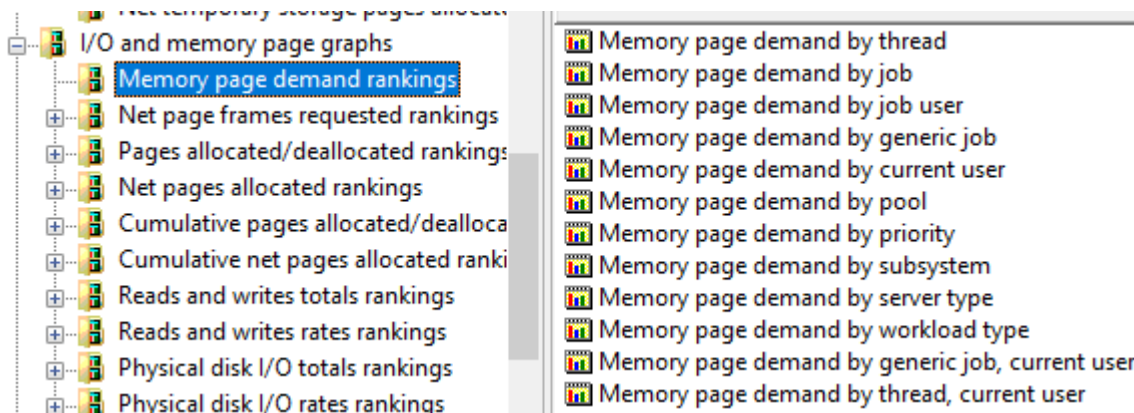 Net temporary storage pages allocat
I/O and memory page graphs
Memory page demand rankings
Net page frames requested rankings
Pages allocated/deallocated rankings
Net pages allocated rankings
Cumulative pages allocated/dealloca
Cumulative net pages allocated ranki
Reads and writes totals rankings
Reads and writes rates rankings
Physical disk I/O totals rankings
Physical disk I/O rates rankings
Memory page demand by thread
Memory page demand by job
Memory page demand by job user
Memory page demand by generic job
Memory page demand by current user
Memory page demand by pool
Memory page demand by priority
Memory page demand by subsystem
Memory page demand by server type
Memory page demand by workload type
Memory page demand by generic job, current user
Memory page demand by thread, current user